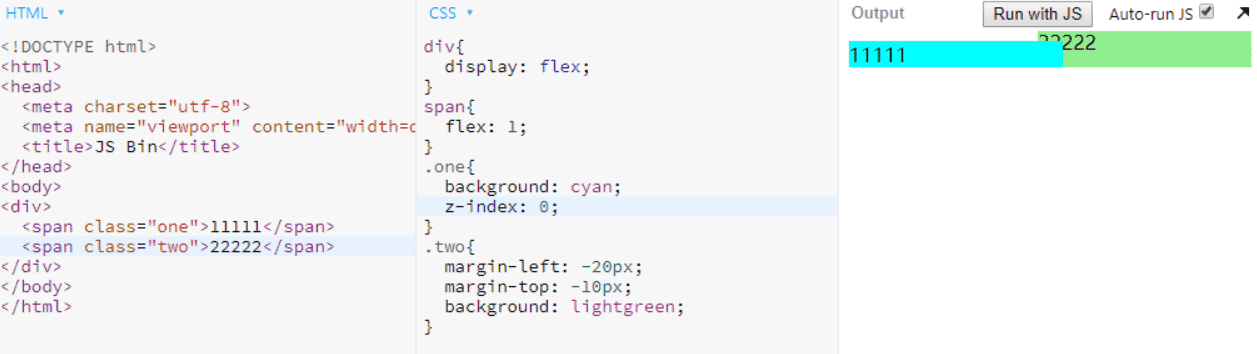 HTML ▾
<!DOCTYPE html>
<html>
<head>
  <meta charset="utf-8">
  <meta name="viewport" content="width=d
  <title>JS Bin</title>
</head>
<body>
<div>
  <span class="one">11111</span>
  <span class="two">22222</span>
</div>
</body>
</html>
CSS ▾
div{
  display: flex;
}
span{
  flex: 1;
}
.one{
  background: cyan;
  z-index: 0;
}
.two{
  margin-left: -20px;
  margin-top: -10px;
  background: lightgreen;
}
Output
Run with JS
Auto-run JS
22222
11111